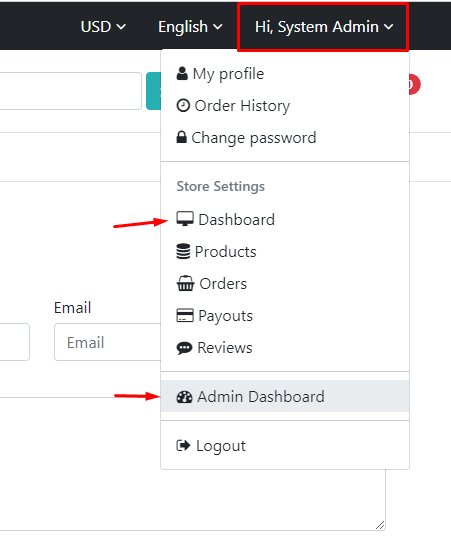 USD English Hi, System Admin
My profile
Order History
Change password
Store Settings
Dashboard
Products
Orders
Email
Payouts
Email
Reviews
Admin Dashboard
Logout